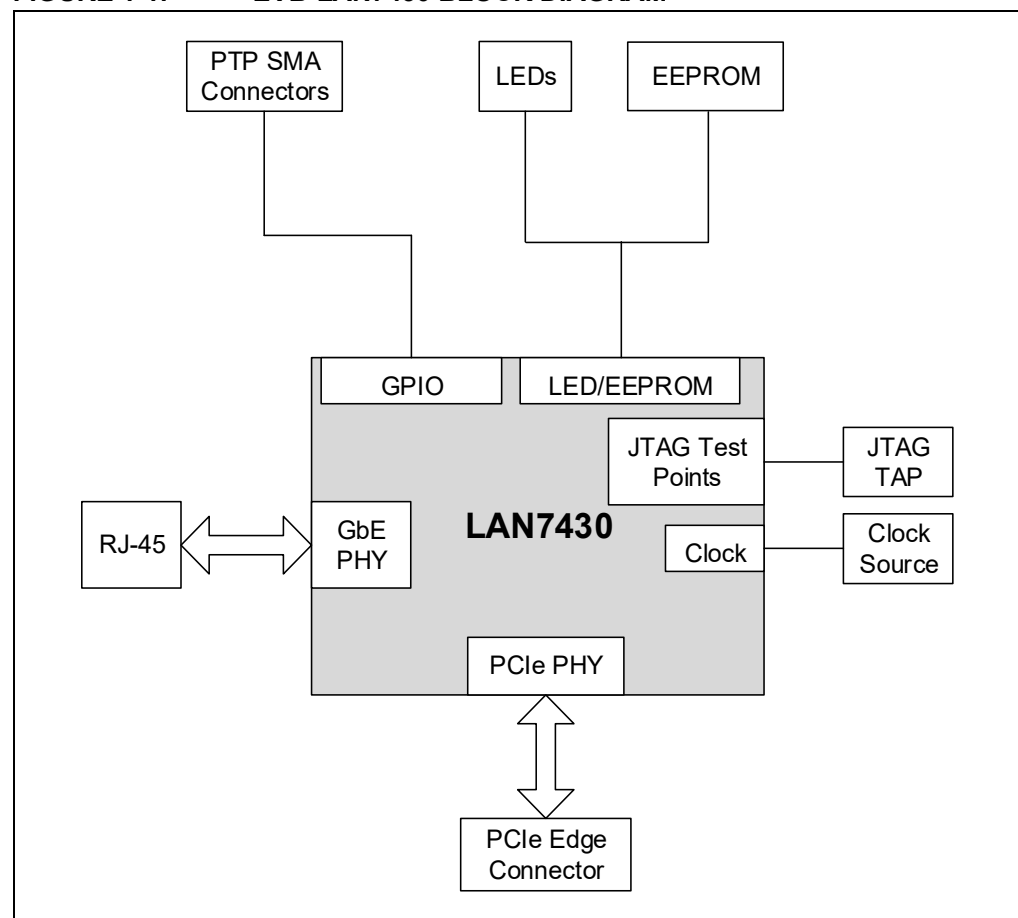 PTP SMA
Connectors
LEDs
EEPROM
GPIO
LED/EEPROM
JTAG Test
Points
JTAG
TAP
LAN7430
RJ-45
GbE
PHY
Clock
Clock
Source
PCIe PHY
PCIe Edge
Connector